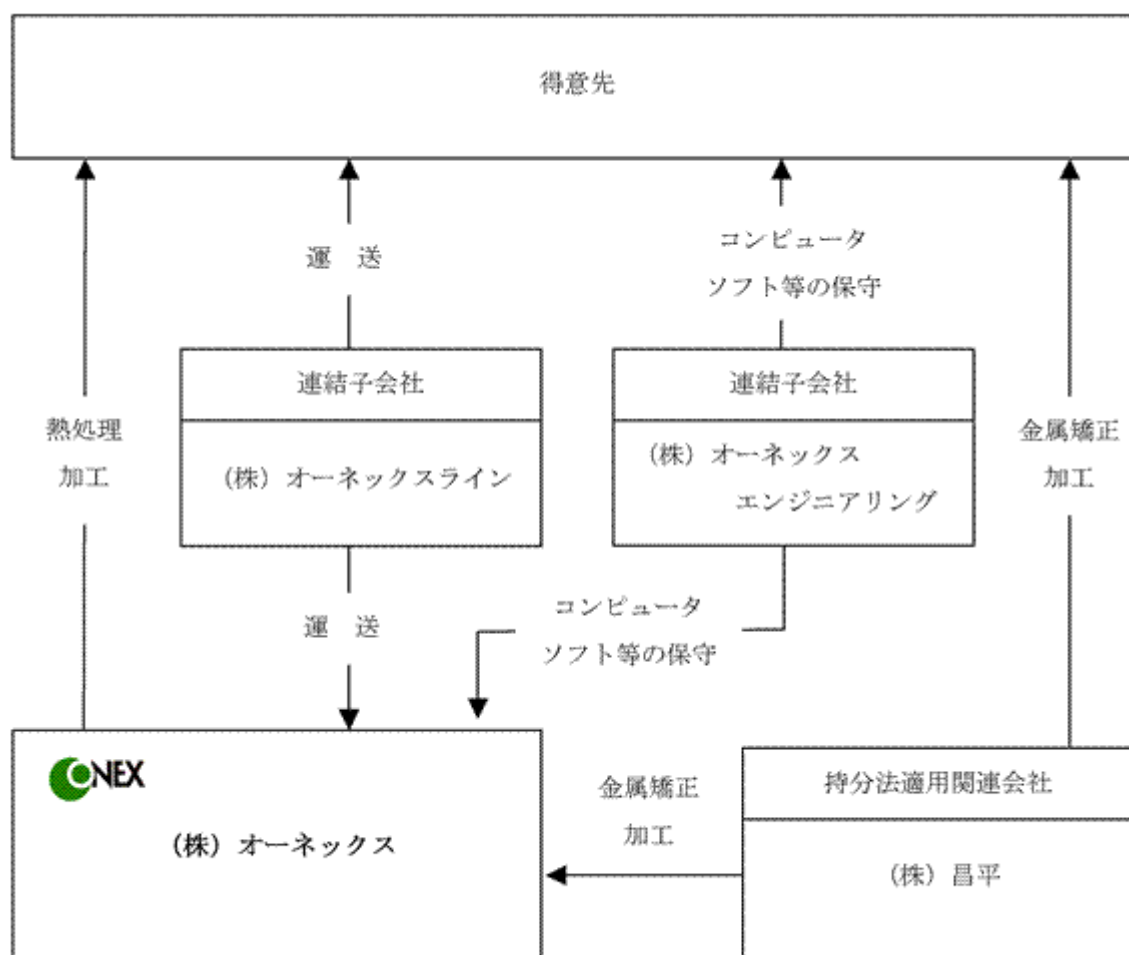 得意先
運　送
コンピュータ
ソフト等の保守
連結子会社
（株）オーネックスライン
連結子会社
（株）オーネックス
エンジニアリング
熱処理
加工
金属矯正
加工
運　送
コンピュータ
ソフト等の保守
ONEX
（株）オーネックス
金属矯正
加工
持分法適用関連会社
（株）昌平